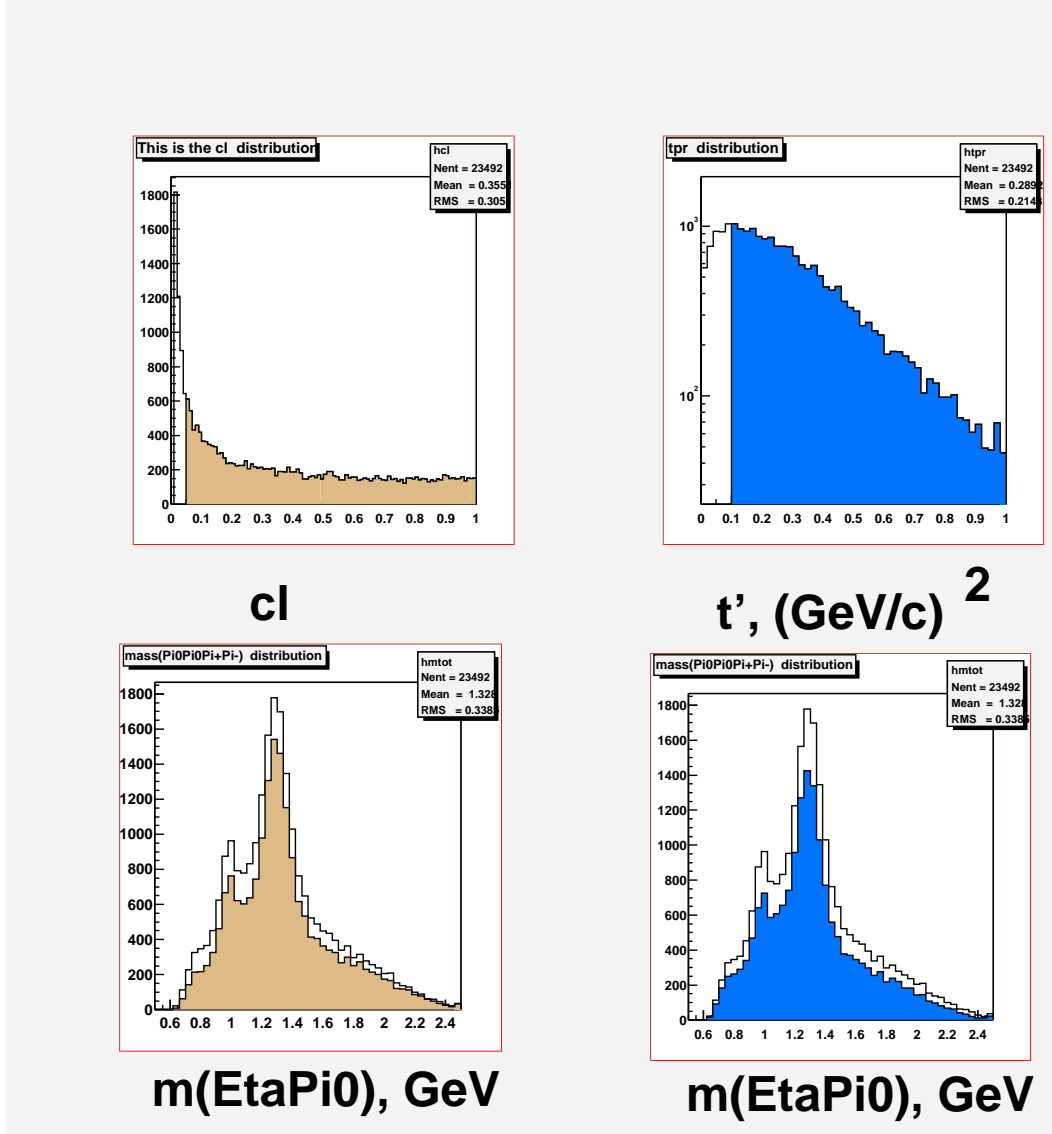 This is the cl distribution
hcl
Nent = 23492
Mean = 0.355
RMS = 0.305
1800
1600
1400
1200
1000
800
600
400
200
0
0 0.1 0.2 0.3 0.4 0.5 0.6 0.7 0.8 0.9 1
cl
tpr distribution
htpr
Nent = 23492
Mean = 0.2892
RMS = 0.214
10³
10²
0 0.1 0.2 0.3 0.4 0.5 0.6 0.7 0.8 0.9 1
t’, (GeV/c) ²
mass(Pi0Pi0Pi+Pi-) distribution
hmtot
Nent = 23492
Mean = 1.328
RMS = 0.3385
1800
1600
1400
1200
1000
800
600
400
200
0
0.6 0.8 1 1.2 1.4 1.6 1.8 2 2.2 2.4
m(EtaPi0), GeV
mass(Pi0Pi0Pi+Pi-) distribution
hmtot
Nent = 23492
Mean = 1.328
RMS = 0.3385
1800
1600
1400
1200
1000
800
600
400
200
0
0.6 0.8 1 1.2 1.4 1.6 1.8 2 2.2 2.4
m(EtaPi0), GeV